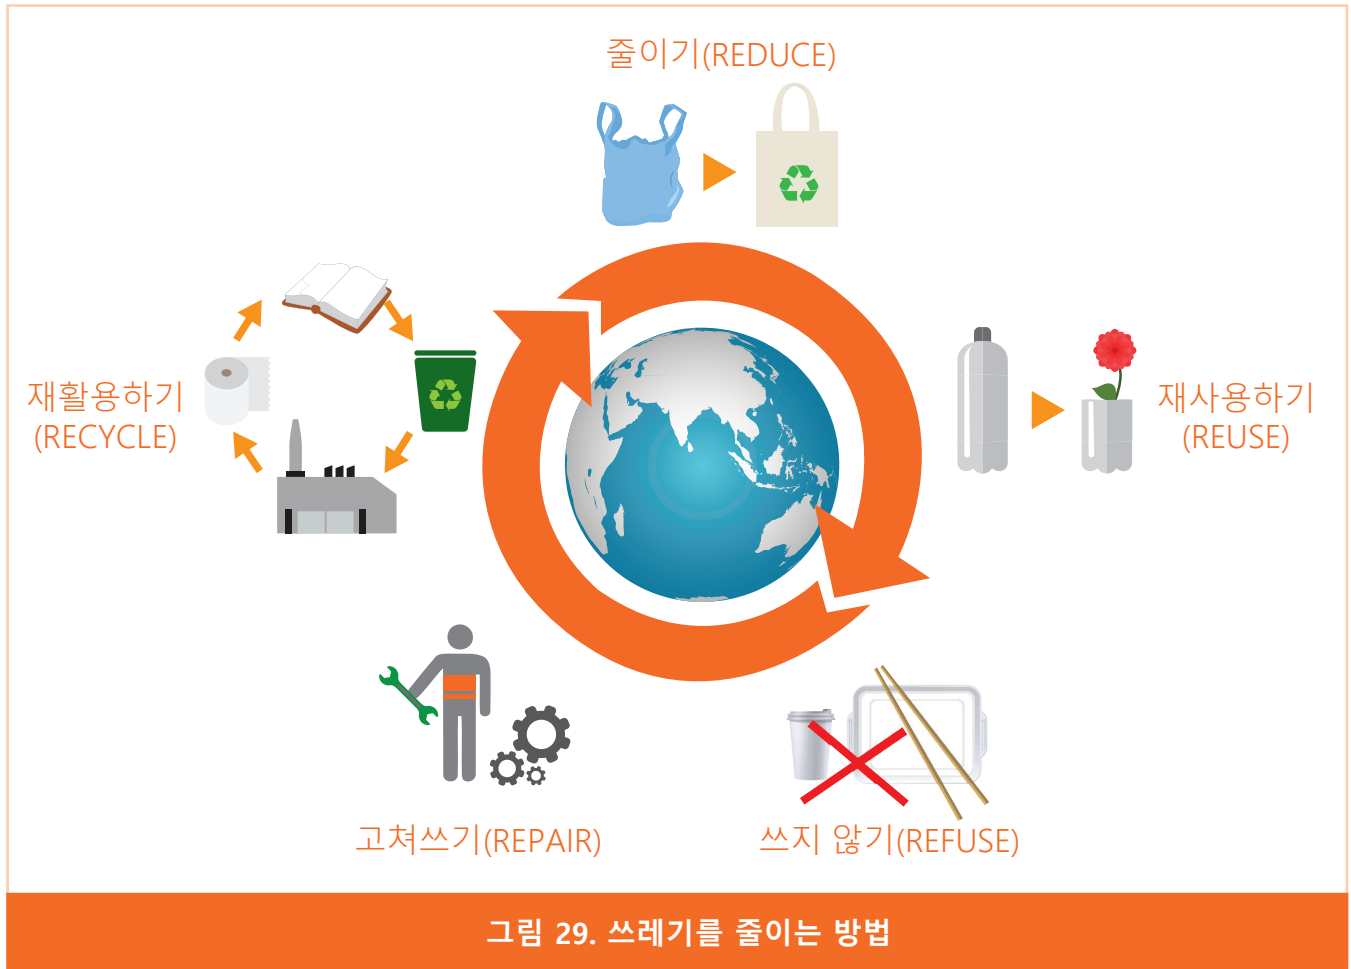 줄이기(REDUCE)
재활용하기
(RECYCLE)
재사용하기
(REUSE)
고쳐쓰기(REPAIR)
쓰지 않기(REFUSE)
그림 29. 쓰레기를 줄이는 방법